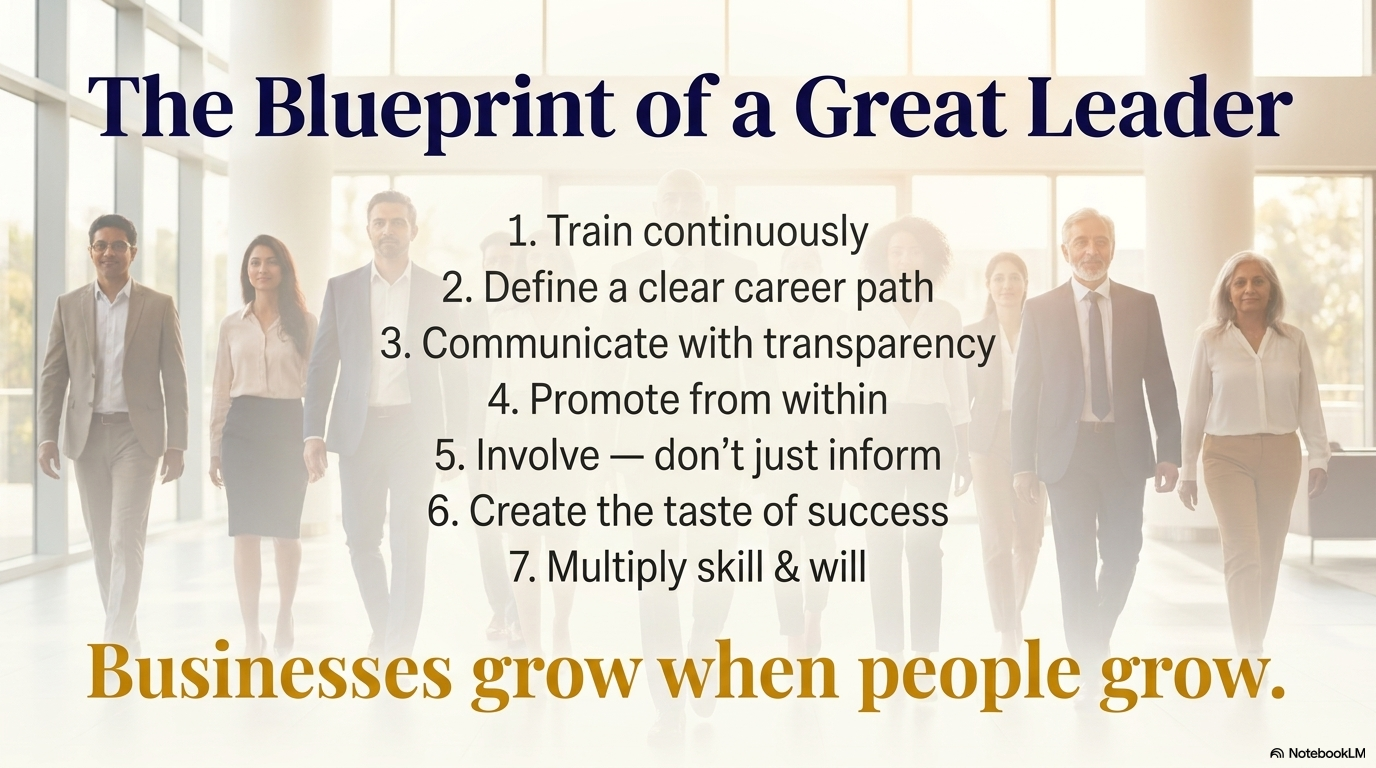 The Blueprint of a Great Leader
1. Train continuously
2. Define a clear career path
3. Communicate with transparency
4. Promote from within
5. Involve — don’t just inform
6. Create the taste of success
7. Multiply skill & will
Businesses grow when people grow.
NotebookLM